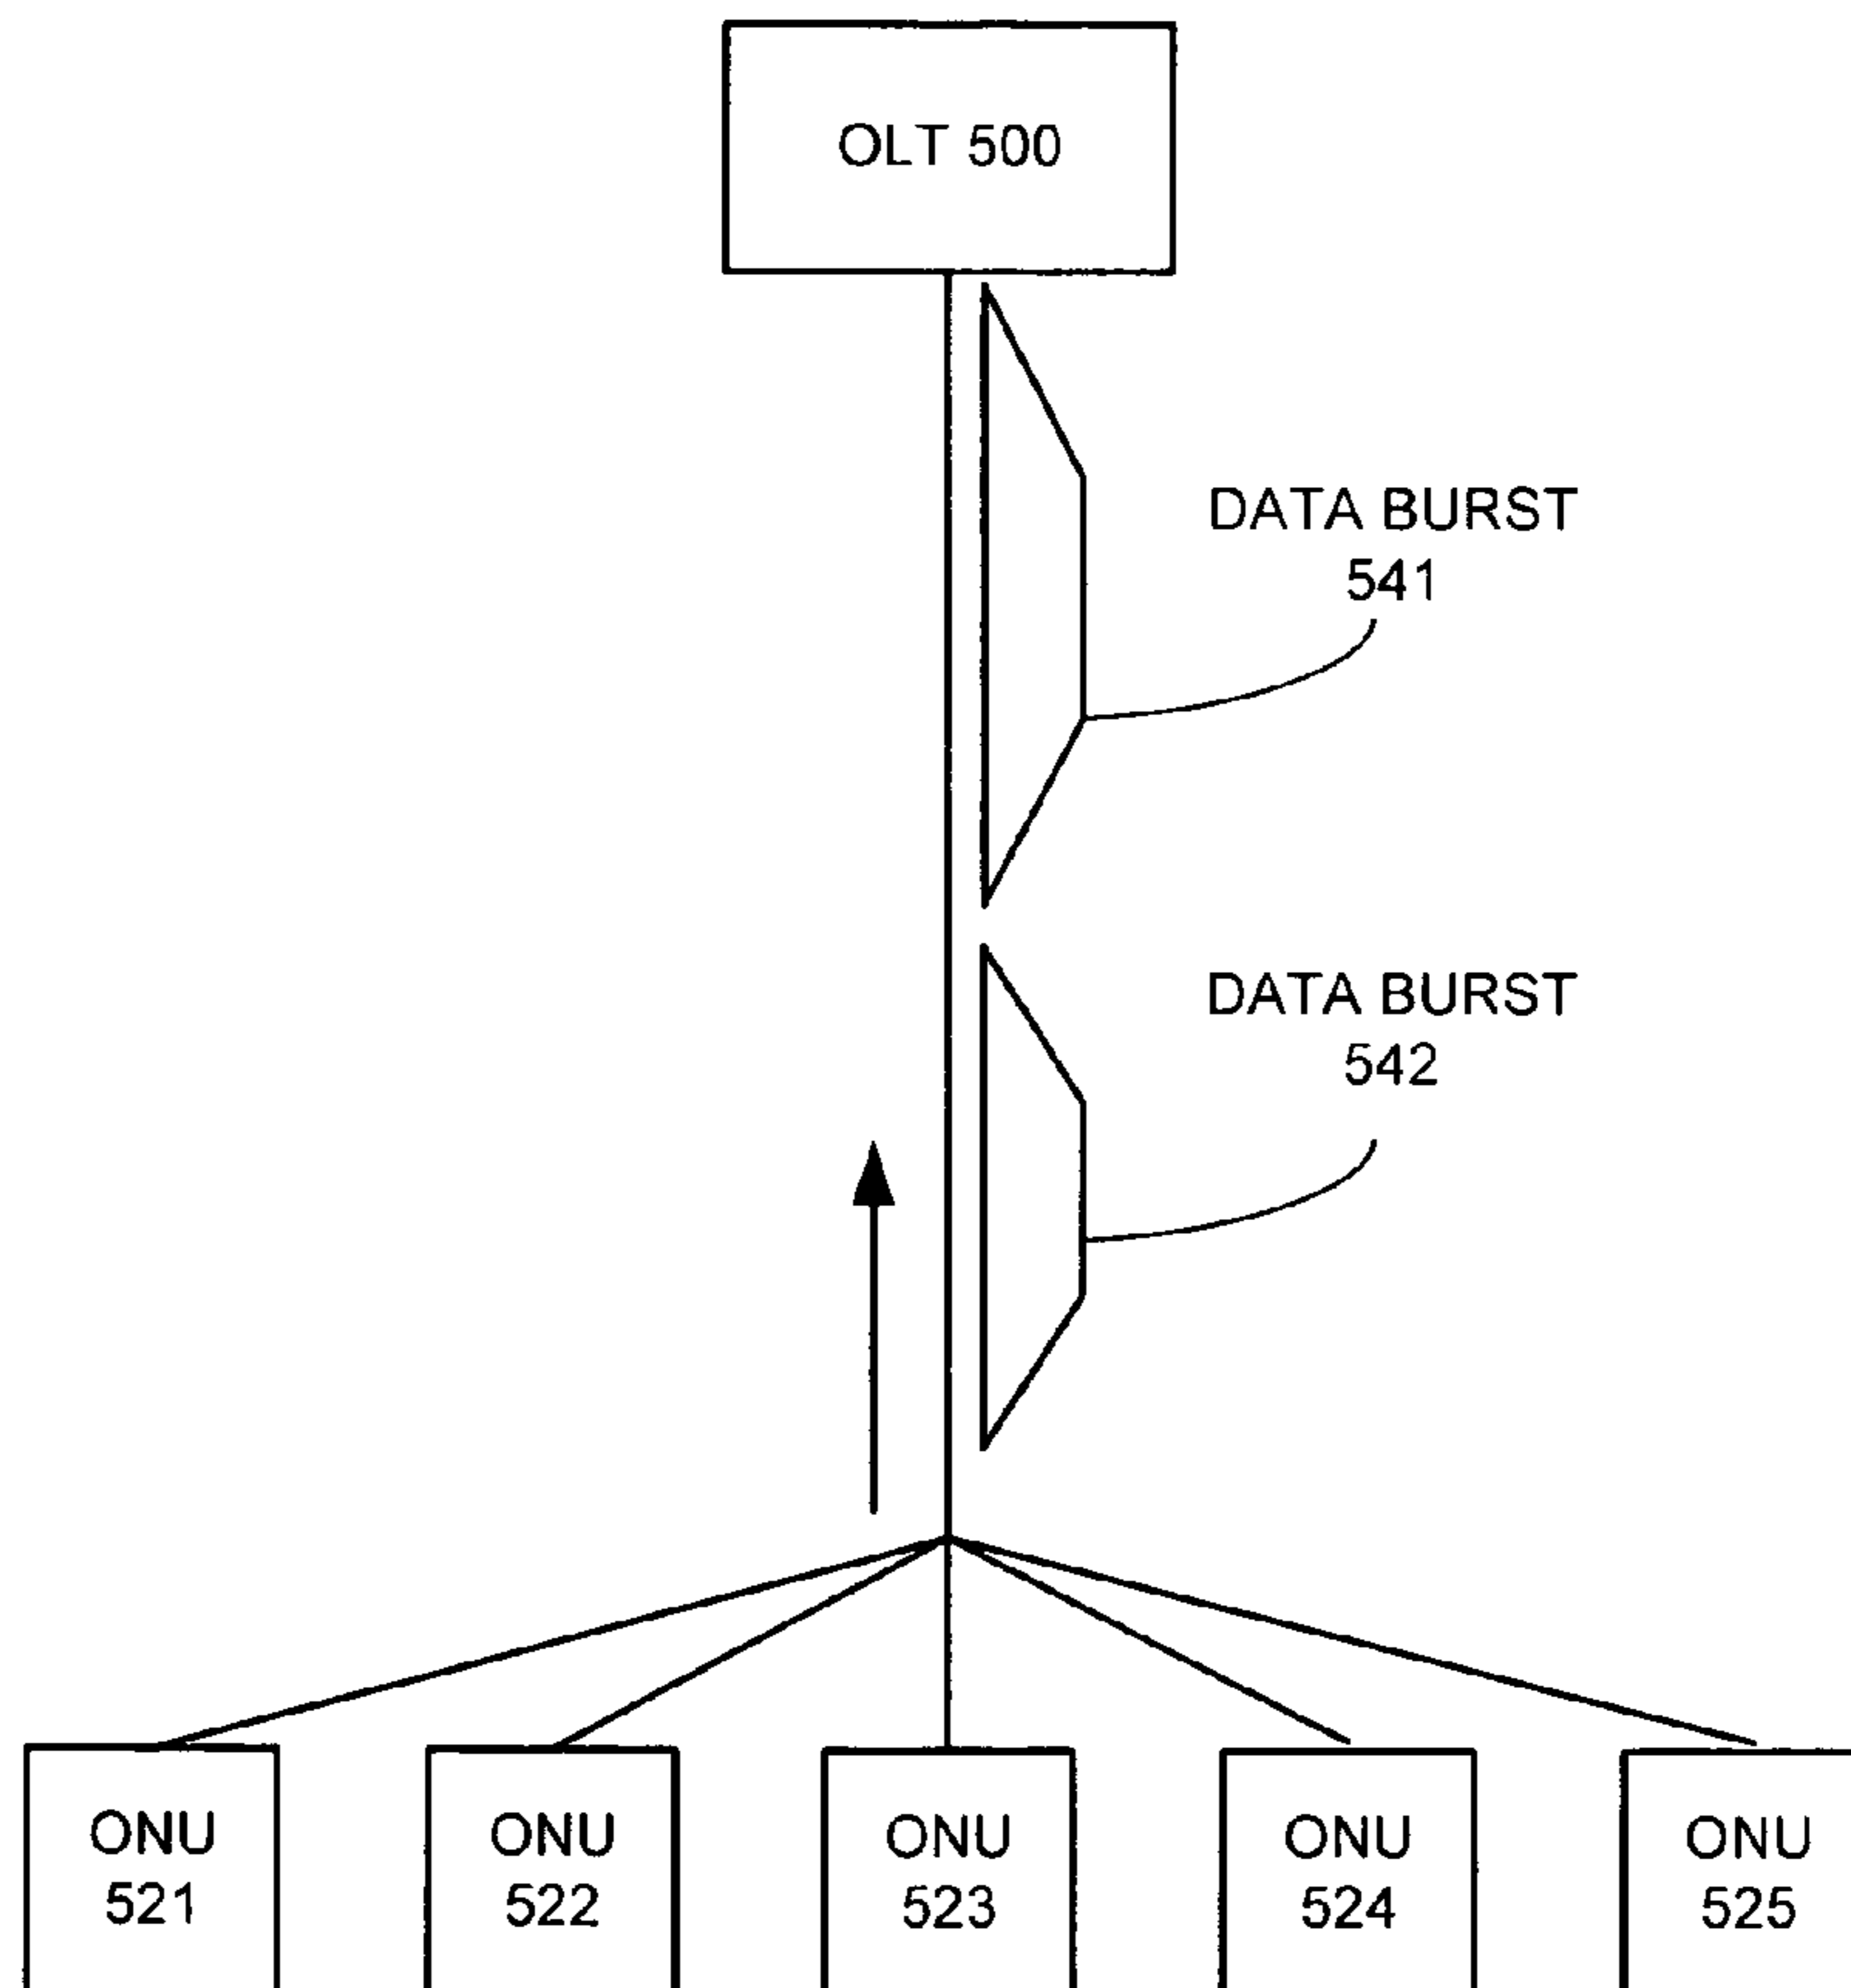 OLT 500
DATA BURST
541
DATA BURST
542
ONU
521
ONU
522
ONU
523
ONU
524
ONU
525